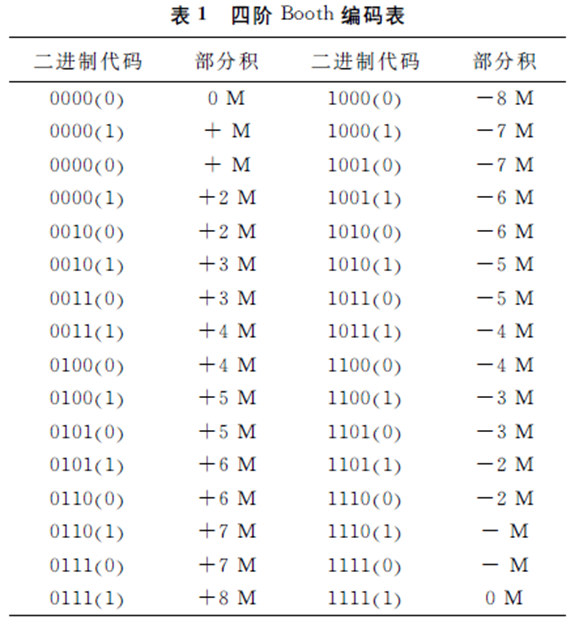 表 1 四阶 Booth 编码表
二进制代码 部分积 二进制代码 部分积
0000(0) 0 M 1000(0) －8 M
0000(1) ＋ M 1000(1) －7 M
0000(0) ＋ M 1001(0) －7 M
0000(1) ＋2 M 1001(1) －6 M
0010(0) ＋2 M 1010(0) －6 M
0010(1) ＋3 M 1010(1) －5 M
0011(0) ＋3 M 1011(0) －5 M
0011(1) ＋4 M 1011(1) －4 M
0100(0) ＋4 M 1100(0) －4 M
0100(1) ＋5 M 1100(1) －3 M
0101(0) ＋5 M 1101(0) －3 M
0101(1) ＋6 M 1101(1) －2 M
0110(0) ＋6 M 1110(0) －2 M
0110(1) ＋7 M 1110(1) － M
0111(0) ＋7 M 1111(0) － M
0111(1) ＋8 M 1111(1) 0 M